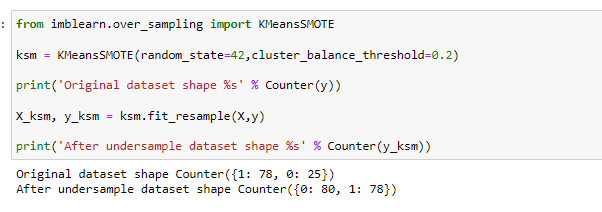 :
from imblearn.over_sampling import KMeansSMOTE
ksm = KMeansSMOTE(random_state=42,cluster_balance_threshold=0.2)
print('Original dataset shape %s' % Counter(y))
X_ksm, y_ksm = ksm.fit_resample(X,y)
print('After undersample dataset shape %s' % Counter(y_ksm))
Original dataset shape Counter({1: 78, 0: 25})
After undersample dataset shape Counter({0: 80, 1: 78})